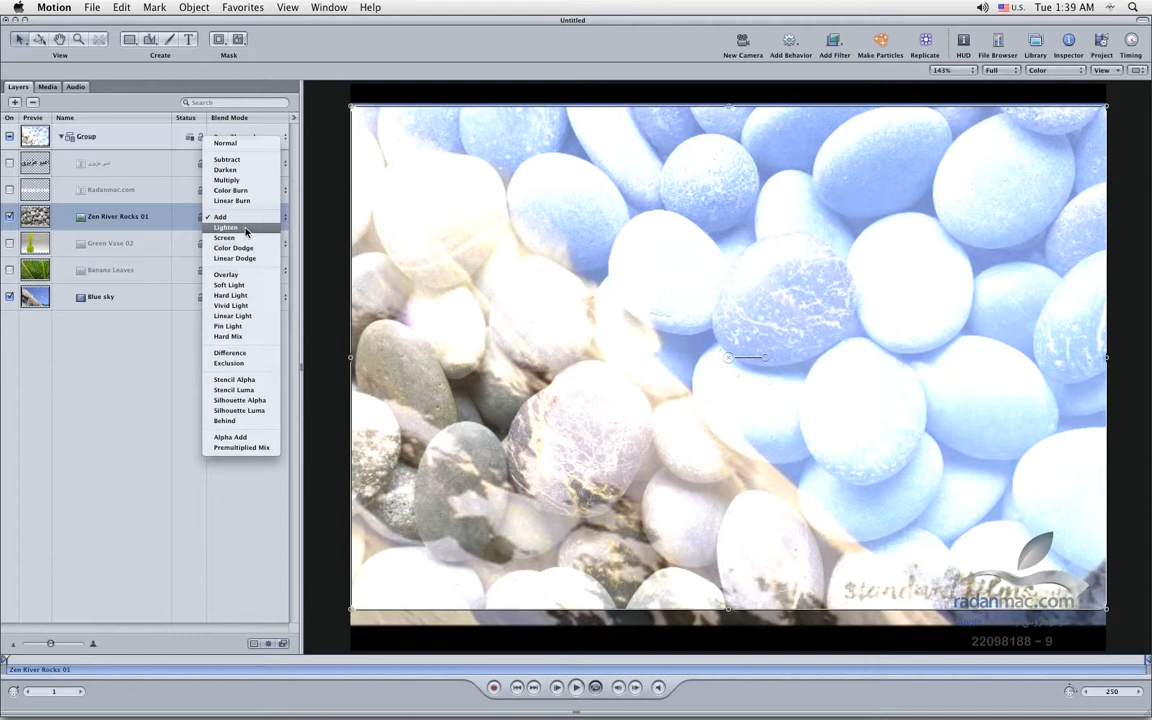 Motion File Edit Mark Object Favorites View Window Help
U.S. Tue 1:39 AM
Untitled
View Create Mask New Camera Add Behavior Add Filter Make Particles Replicate HUD File Browser Library Inspector Project Timing
143% Full Color View
Layers Media Audio
Search
On Previe Name Status Blend Mode
Group
Normal
Subtract
Darken
Multiply
Color Burn
Linear Burn
✓ Add
Lighten
Screen
Color Dodge
Linear Dodge
Overlay
Soft Light
Hard Light
Vivid Light
Linear Light
Pin Light
Hard Mix
Difference
Exclusion
Stencil Alpha
Stencil Luma
Silhouette Alpha
Silhouette Luma
Behind
Alpha Add
Premultiplied Mix
Radanmac.com
Zen River Rocks 01
Green Vase 02
Banana Leaves
Blue sky
Standard films
radanmac.com
22098188 - 9
Zen River Rocks 01
1
250